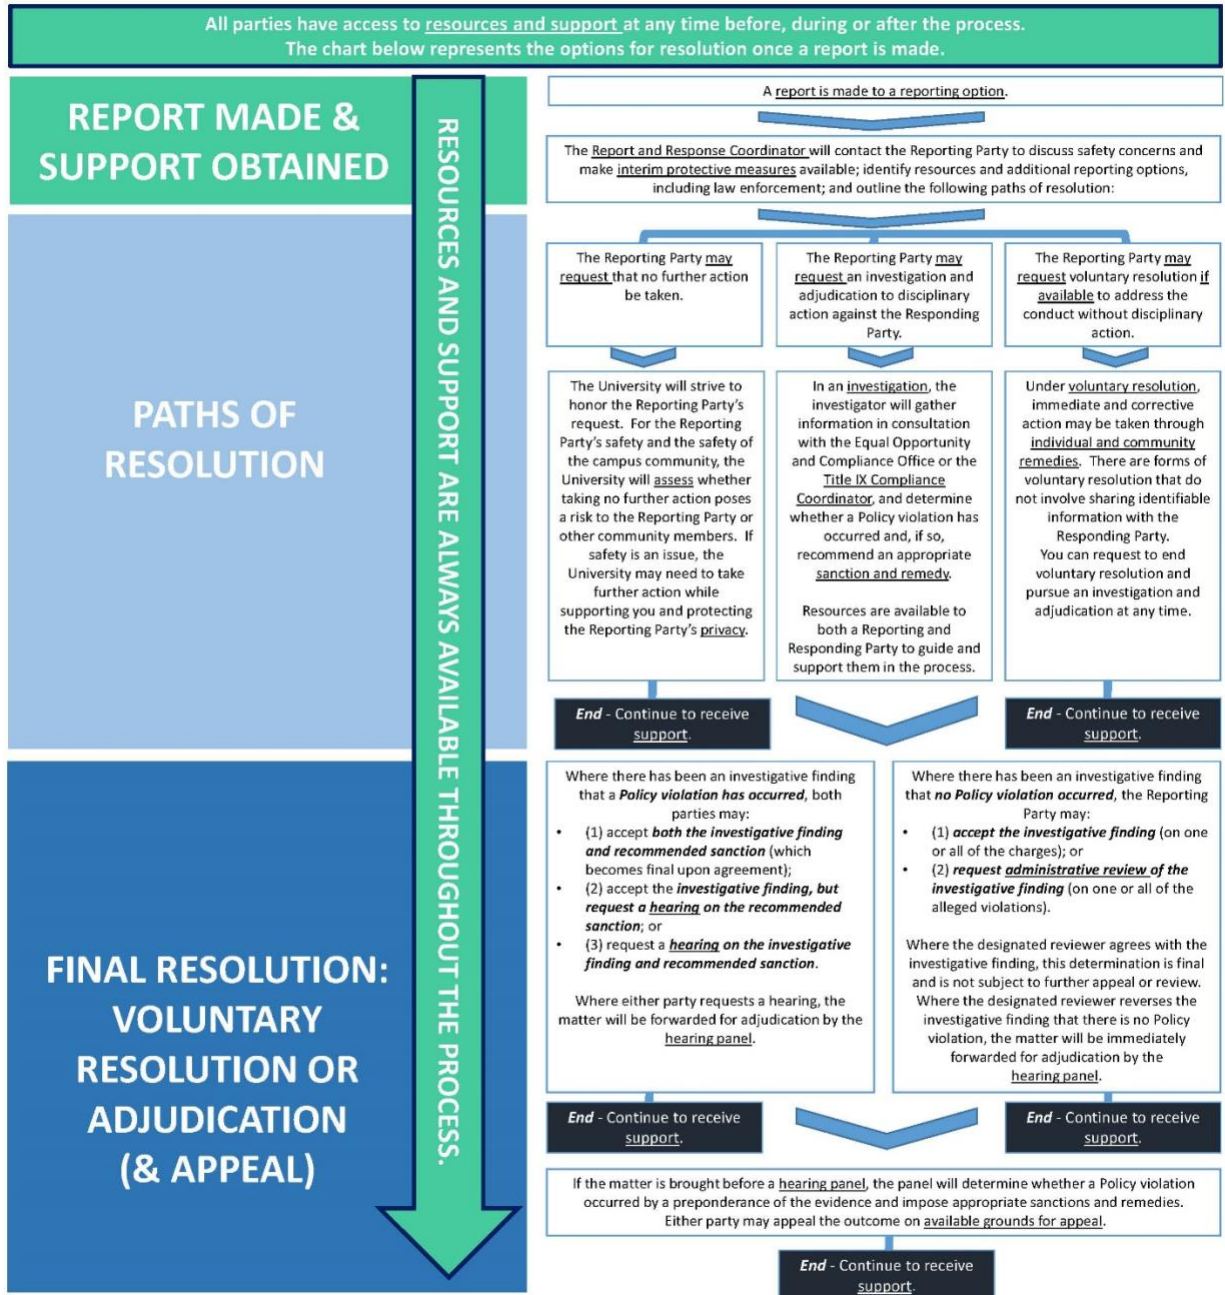 All parties have access to resources and support at any time before, during or after the process.
The chart below represents the options for resolution once a report is made.
REPORT MADE &
SUPPORT OBTAINED
RESOURCES AND SUPPORT ARE ALWAYS AVAILABLE THROUGHOUT THE PROCESS.
A report is made to a reporting option.
The Report and Response Coordinator will contact the Reporting Party to discuss safety concerns and
make interim protective measures available; identify resources and additional reporting options,
including law enforcement; and outline the following paths of resolution:
PATHS OF
RESOLUTION
The Reporting Party may
request that no further action
be taken.
The Reporting Party may
request an investigation and
adjudication to disciplinary
action against the Responding
Party.
The Reporting Party may
request voluntary resolution if
available to address the
conduct without disciplinary
action.
The University will strive to
honor the Reporting Party's
request. For the Reporting
Party's safety and the safety of
the campus community, the
University will assess whether
taking no further action poses
a risk to the Reporting Party or
other community members. If
safety is an issue, the
University may need to take
further action while
supporting you and protecting
the Reporting Party's privacy.
In an investigation, the
investigator will gather
information in consultation
with the Equal Opportunity
and Compliance Office or the
Title IX Compliance
Coordinator, and determine
whether a Policy violation has
occurred and, if so,
recommend an appropriate
sanction and remedy.
Resources are available to
both a Reporting and
Responding Party to guide and
support them in the process.
Under voluntary resolution,
immediate and corrective
action may be taken through
individual and community
remedies. There are forms of
voluntary resolution that do
not involve sharing identifiable
information with the
Responding Party.
You can request to end
voluntary resolution and
pursue an investigation and
adjudication at any time.
End - Continue to receive
support.
End - Continue to receive
support.
FINAL RESOLUTION:
VOLUNTARY
RESOLUTION OR
ADJUDICATION
(& APPEAL)
Where there has been an investigative finding
that a Policy violation has occurred, both
parties may:
• (1) accept both the investigative finding
and recommended sanction (which
becomes final upon agreement);
• (2) accept the investigative finding, but
request a hearing on the recommended
sanction; or
• (3) request a hearing on the investigative
finding and recommended sanction.
Where either party requests a hearing, the
matter will be forwarded for adjudication by the
hearing panel.
Where there has been an investigative finding
that no Policy violation occurred, the Reporting
Party may:
• (1) accept the investigative finding (on one
or all of the charges); or
• (2) request administrative review of the
investigative finding (on one or all of the
alleged violations).
Where the designated reviewer agrees with the
investigative finding, this determination is final
and is not subject to further appeal or review.
Where the designated reviewer reverses the
investigative finding that there is no Policy
violation, the matter will be immediately
forwarded for adjudication by the
hearing panel.
End - Continue to receive
support.
End - Continue to receive
support.
If the matter is brought before a hearing panel, the panel will determine whether a Policy violation
occurred by a preponderance of the evidence and impose appropriate sanctions and remedies.
Either party may appeal the outcome on available grounds for appeal.
End - Continue to receive
support.